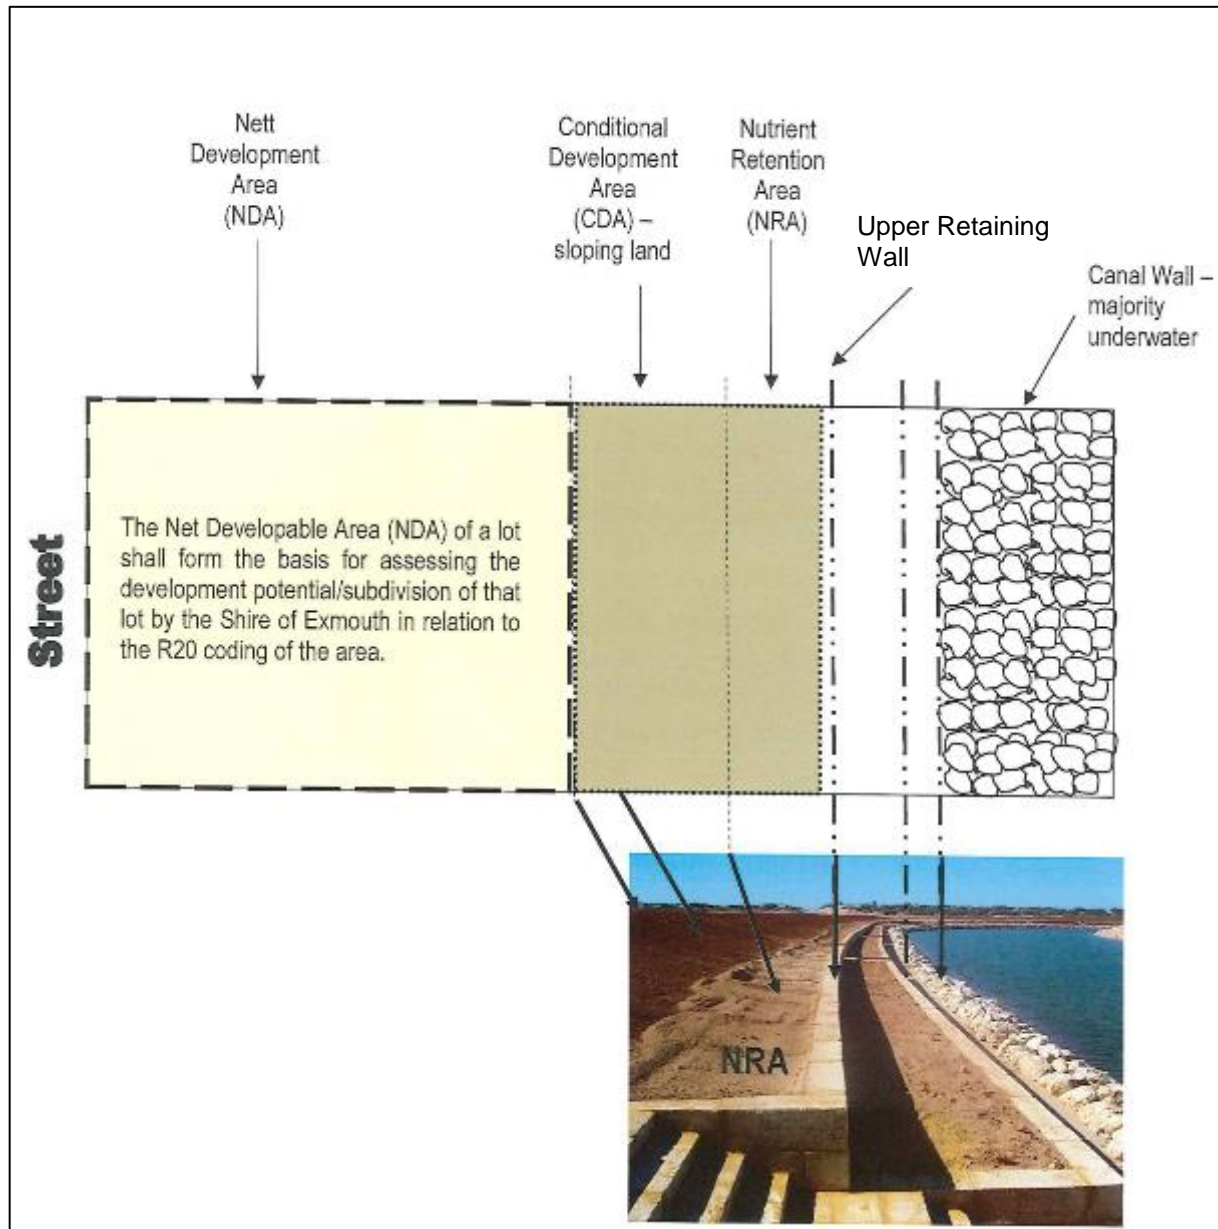 Nett
Development
Area
(NDA)
Conditional
Development
Area
(CDA) –
sloping land
Nutrient
Retention
Area
(NRA)
Upper Retaining
Wall
Canal Wall –
majority
underwater
Street
The Net Developable Area (NDA) of a lot
shall form the basis for assessing the
development potential/subdivision of that
lot by the Shire of Exmouth in relation to
the R20 coding of the area.
NRA